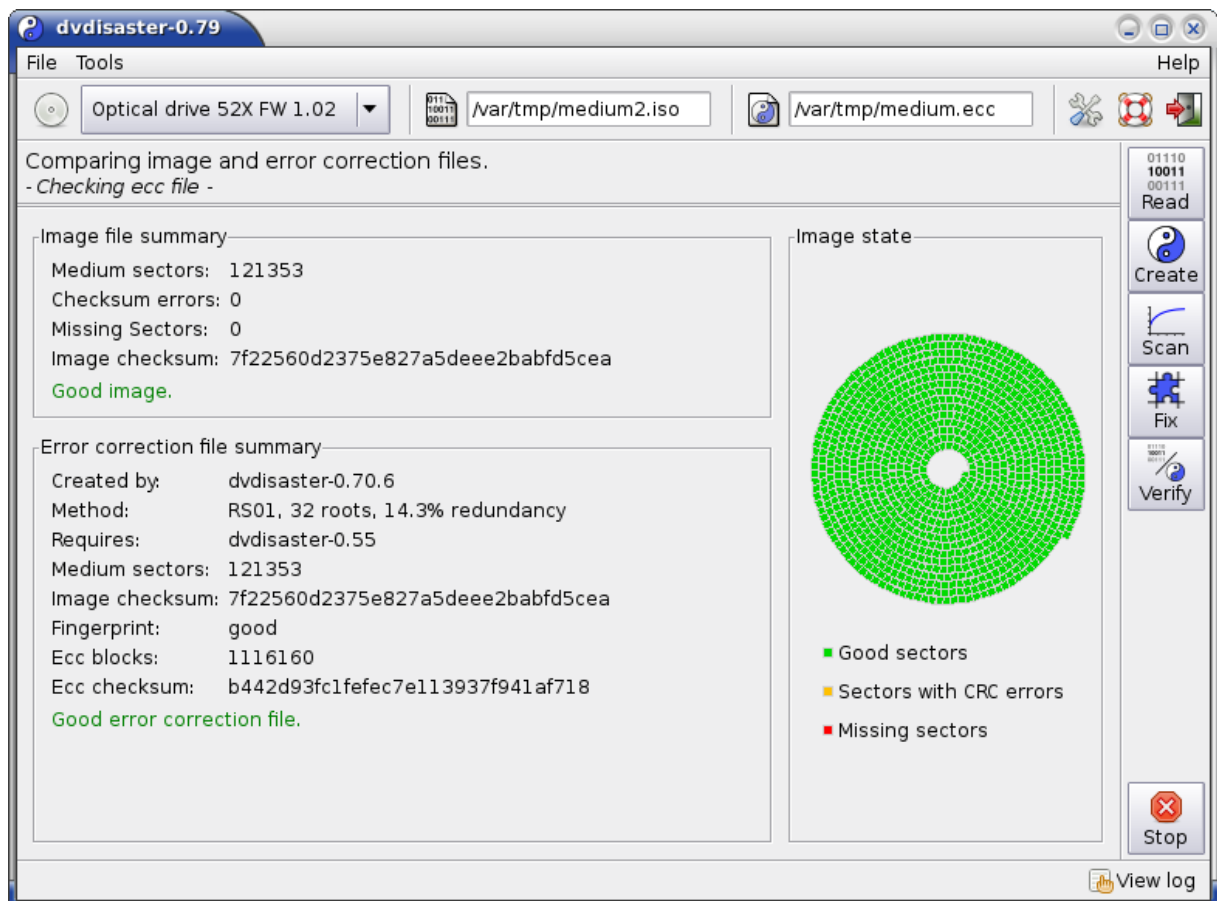 dvdisaster-0.79
File Tools Help
Optical drive 52X FW 1.02 /var/tmp/medium2.iso /var/tmp/medium.ecc
Comparing image and error correction files.
- Checking ecc file -
Image file summary
Medium sectors: 121353
Checksum errors: 0
Missing Sectors: 0
Image checksum: 7f22560d2375e827a5deee2babfd5cea
Good image.
Error correction file summary
Created by: dvdisaster-0.70.6
Method: RS01, 32 roots, 14.3% redundancy
Requires: dvdisaster-0.55
Medium sectors: 121353
Image checksum: 7f22560d2375e827a5deee2babfd5cea
Fingerprint: good
Ecc blocks: 1116160
Ecc checksum: b442d93fc1fefec7e113937f941af718
Good error correction file.
Image state
Good sectors
Sectors with CRC errors
Missing sectors
01110
10011
00111
Read
Create
Scan
Fix
Verify
Stop
View log